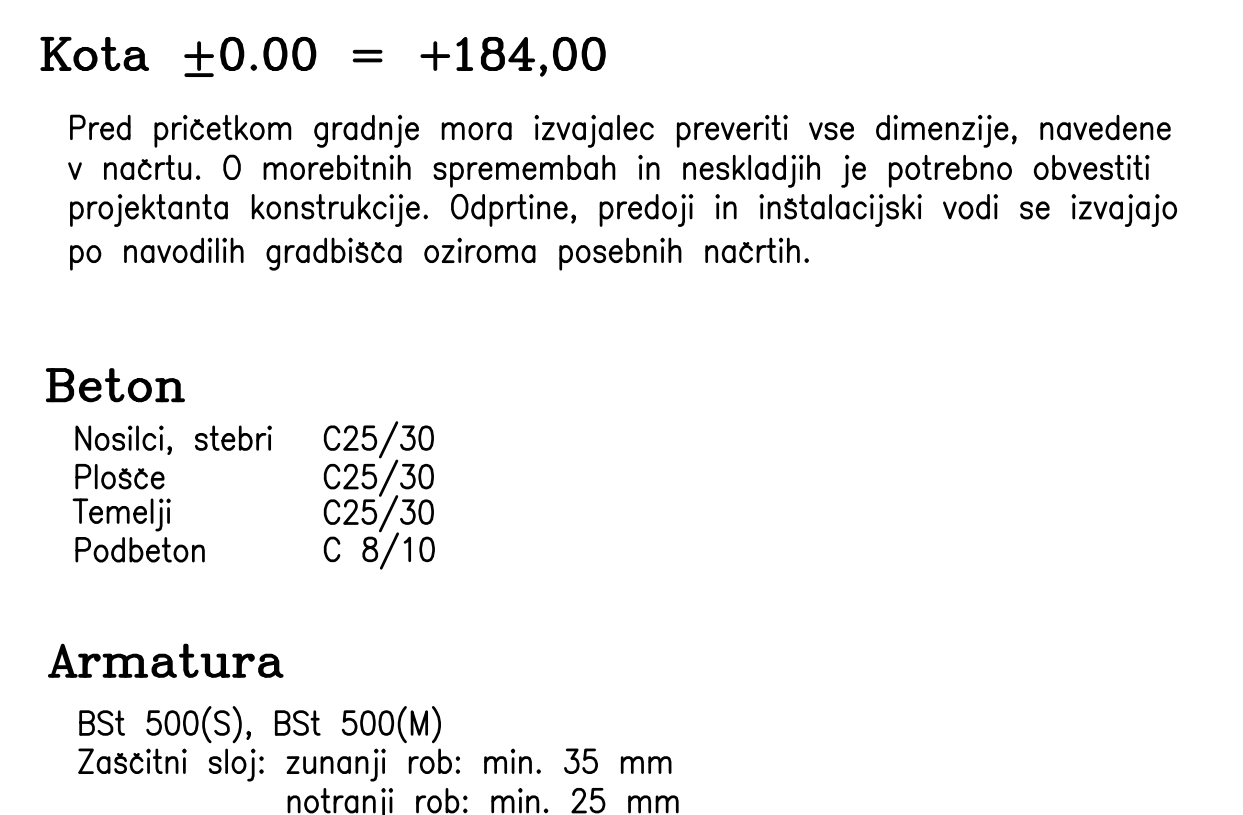 Kota ±0.00 = +184,00
Pred pričetkom gradnje mora izvajalec preveriti vse dimenzije, navedene
v načrtu. O morebitnih spremembah in neskladjih je potrebno obvestiti
projektanta konstrukcije. Odprtine, predoji in inštalacijski vodi se izvajajo
po navodilih gradbišča oziroma posebnih načrtih.
Beton
Nosilci, stebri C25/30
Plošče C25/30
Temelji C25/30
Podbeton C 8/10
Armatura
BSt 500(S), BSt 500(M)
Zaščitni sloj: zunanji rob: min. 35 mm
notranji rob: min. 25 mm